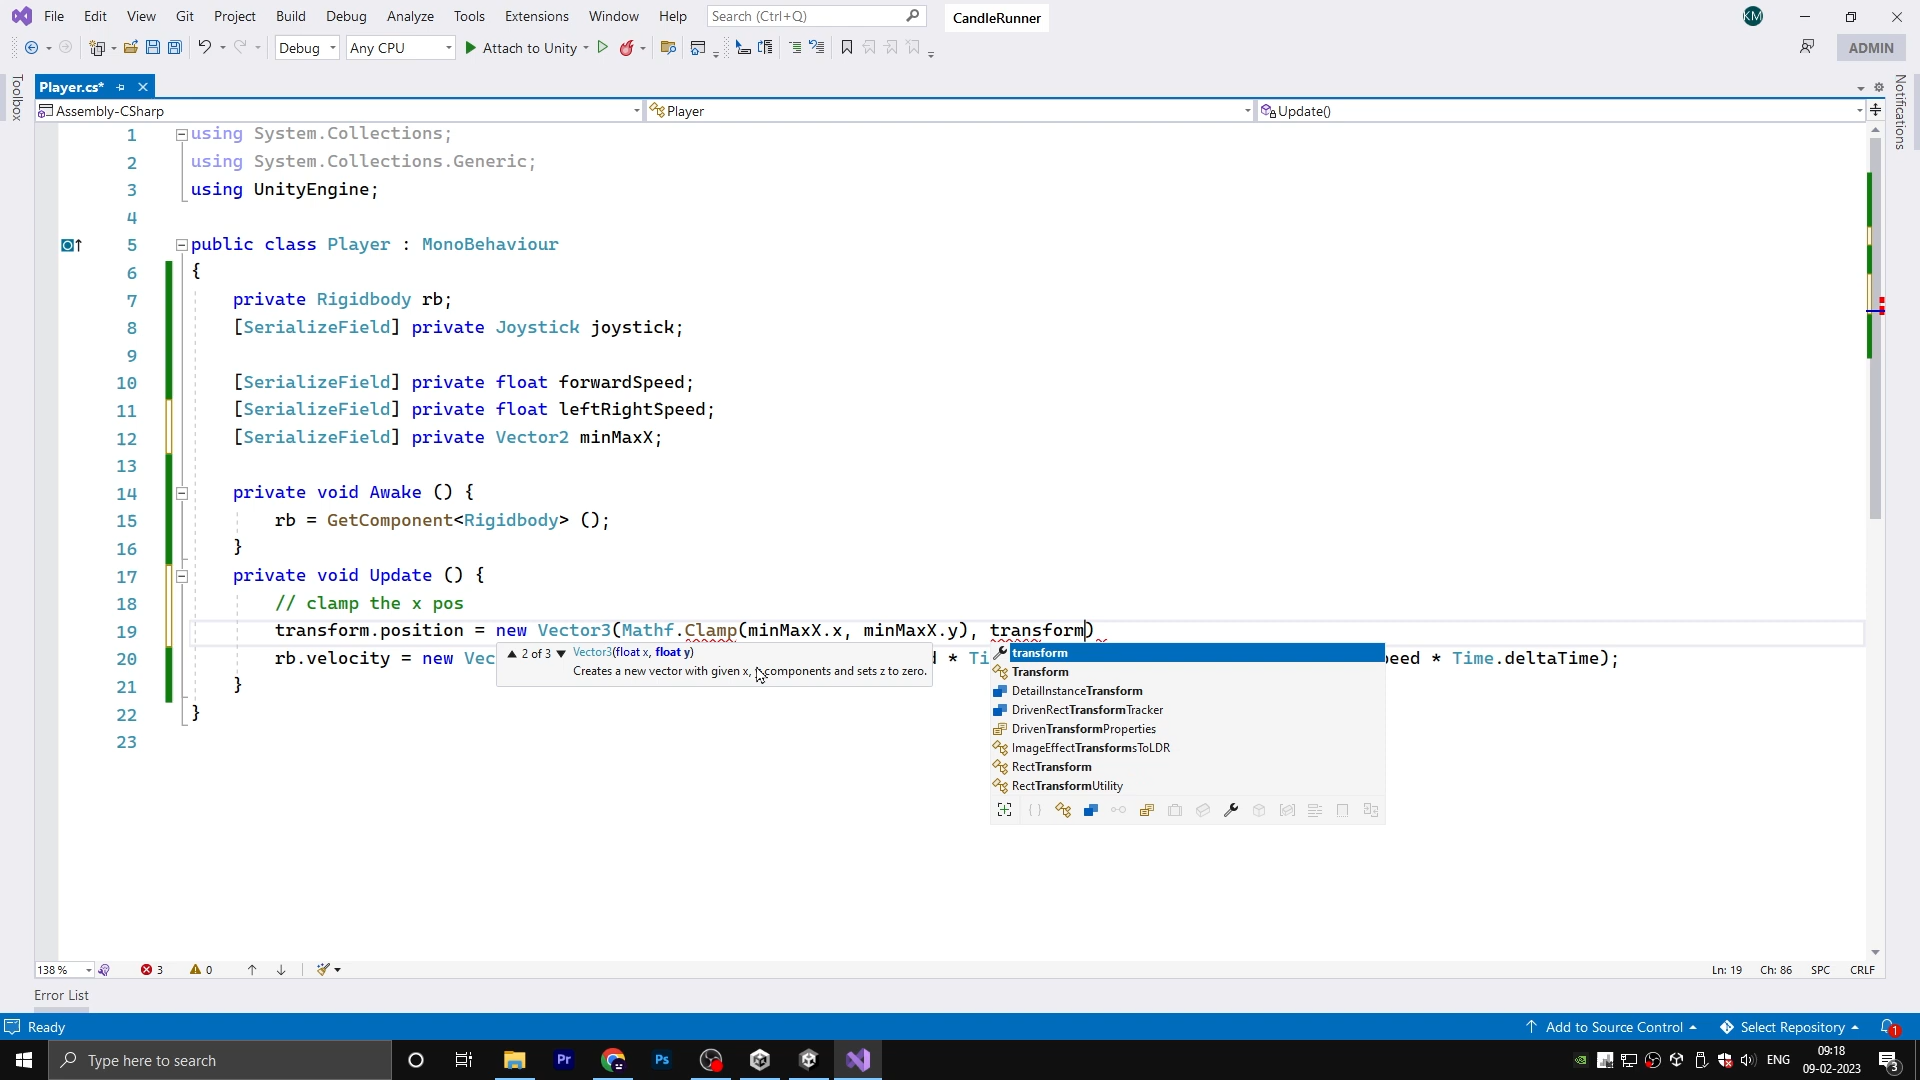 File Edit View Git Project Build Debug Analyze Tools Extensions Window Help Search (Ctrl+Q) CandleRunner KM
Debug Any CPU Attach to Unity ADMIN
Toolbox
Player.cs*
Notifications
Assembly-CSharp Player Update()
1 using System.Collections;
2 using System.Collections.Generic;
3 using UnityEngine;
4
5 public class Player : MonoBehaviour
6 {
7 private Rigidbody rb;
8 [SerializeField] private Joystick joystick;
9
10 [SerializeField] private float forwardSpeed;
11 [SerializeField] private float leftRightSpeed;
12 [SerializeField] private Vector2 minMaxX;
13
14 private void Awake () {
15 rb = GetComponent<Rigidbody> ();
16 }
17 private void Update () {
18 // clamp the x pos
19 transform.position = new Vector3(Mathf.Clamp(minMaxX.x, minMaxX.y), transform)
20 rb.velocity = new Vec * Ti eed * Time.deltaTime);
21 }
22 }
23
2 of 3 Vector3(float x, float y)
Creates a new vector with given x, components and sets z to zero.
transform
Transform
DetailInstanceTransform
DrivenRectTransformTracker
DrivenTransformProperties
ImageEffectTransformsToLDR
RectTransform
RectTransformUtility
138 % 3 0 Ln: 19 Ch: 86 SPC CRLF
Error List
Ready Add to Source Control Select Repository 1
Type here to search Pr Ps ENG 09:18
09-02-2023 3